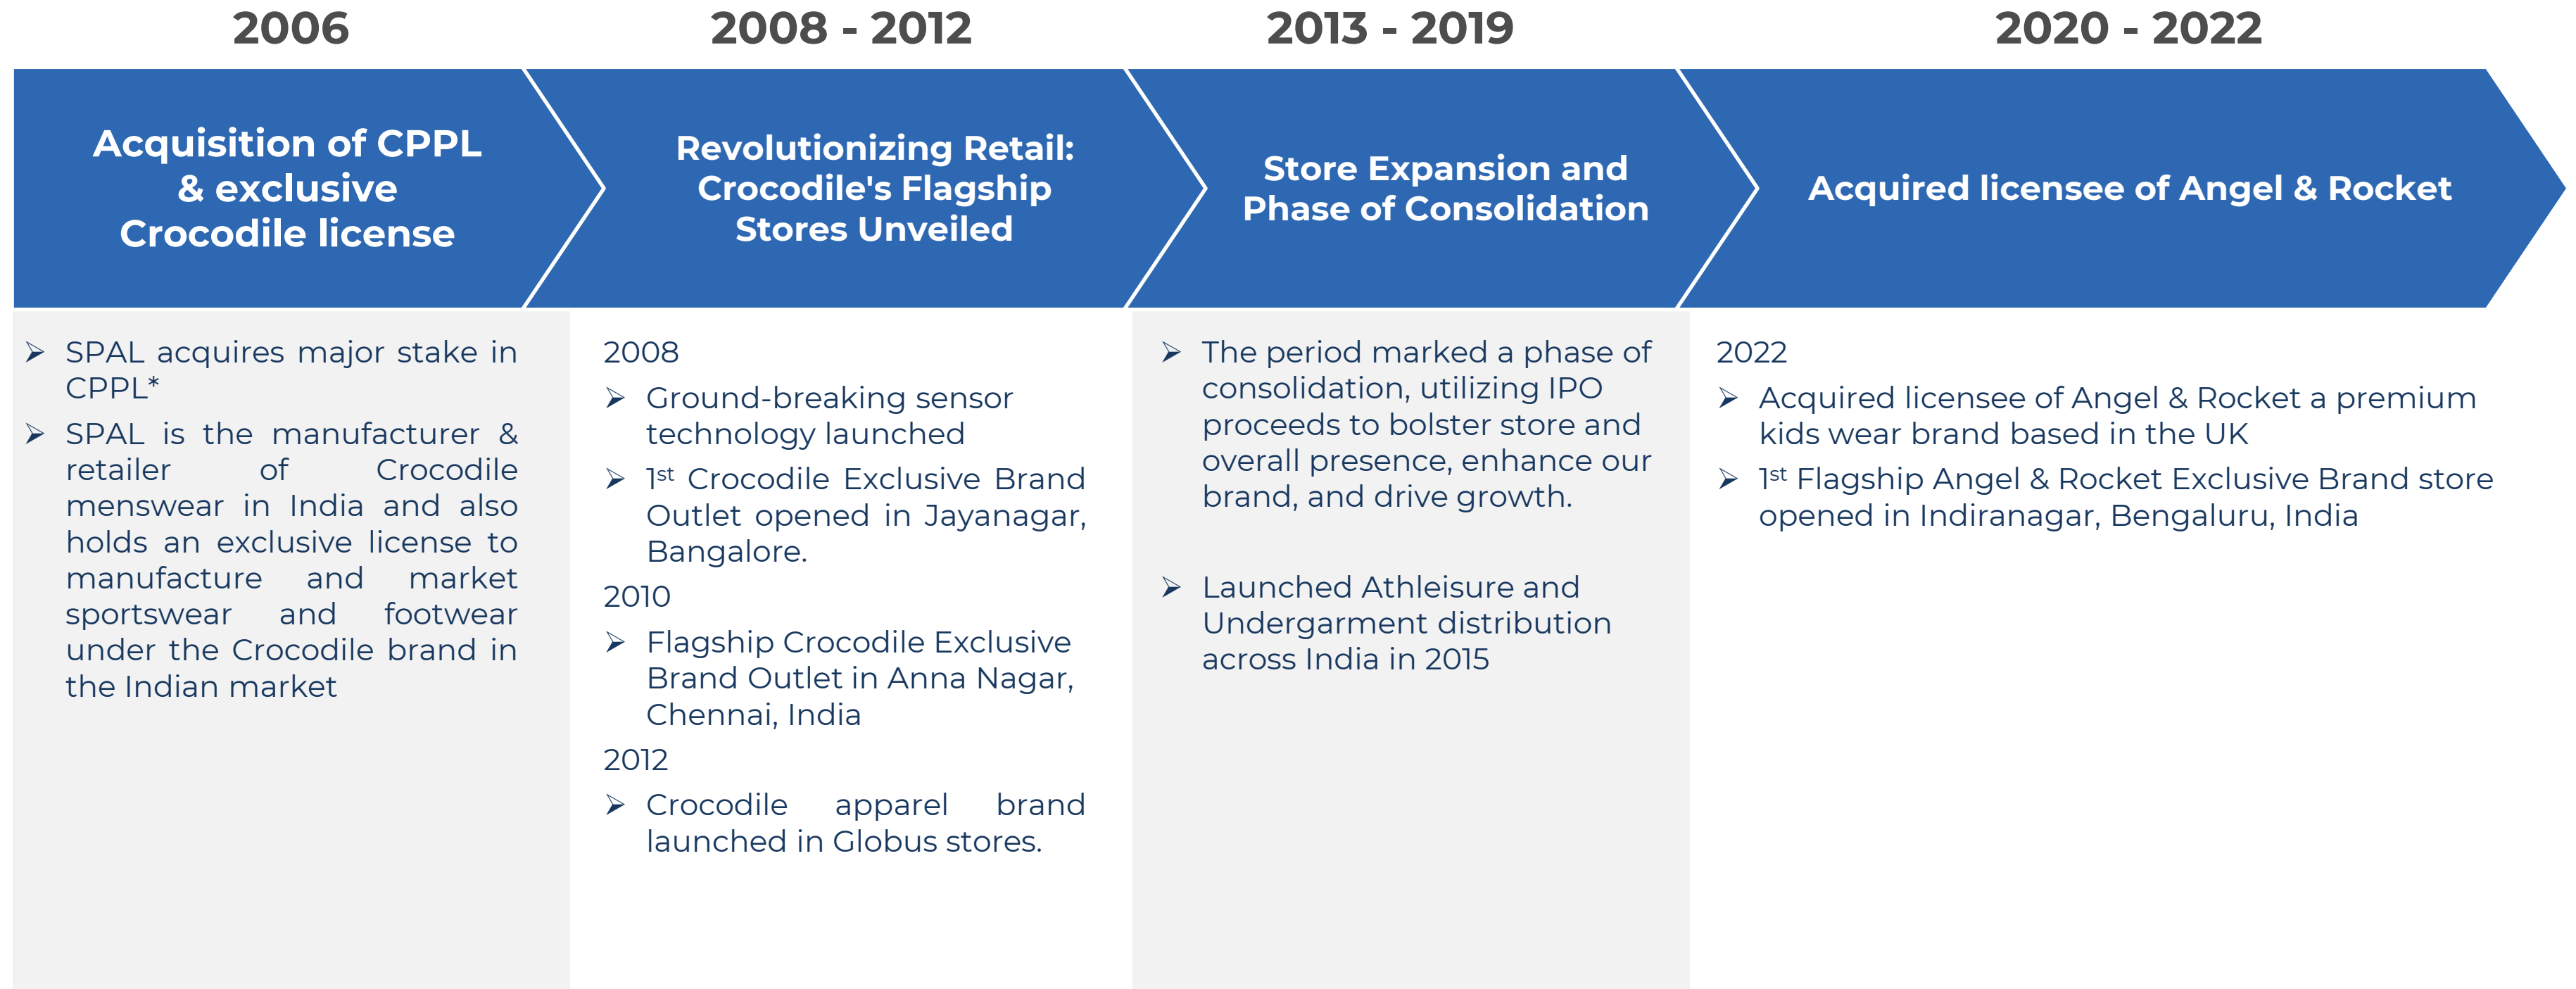 2006
Acquisition of CPPL
& exclusive
Crocodile license
➢ SPAL acquires major stake in
CPPL*
➢ SPAL is the manufacturer &
retailer of Crocodile
menswear in India and also
holds an exclusive license to
manufacture and market
sportswear and footwear
under the Crocodile brand in
the Indian market
2008 - 2012
Revolutionizing Retail:
Crocodile's Flagship
Stores Unveiled
2008
➢ Ground-breaking sensor
technology launched
➢ 1st Crocodile Exclusive Brand
Outlet opened in Jayanagar,
Bangalore.
2010
➢ Flagship Crocodile Exclusive
Brand Outlet in Anna Nagar,
Chennai, India
2012
➢ Crocodile apparel brand
launched in Globus stores.
2013 - 2019
Store Expansion and
Phase of Consolidation
➢ The period marked a phase of
consolidation, utilizing IPO
proceeds to bolster store and
overall presence, enhance our
brand, and drive growth.
➢ Launched Athleisure and
Undergarment distribution
across India in 2015
2020 - 2022
Acquired licensee of Angel & Rocket
2022
➢ Acquired licensee of Angel & Rocket a premium
kids wear brand based in the UK
➢ 1st Flagship Angel & Rocket Exclusive Brand store
opened in Indiranagar, Bengaluru, India